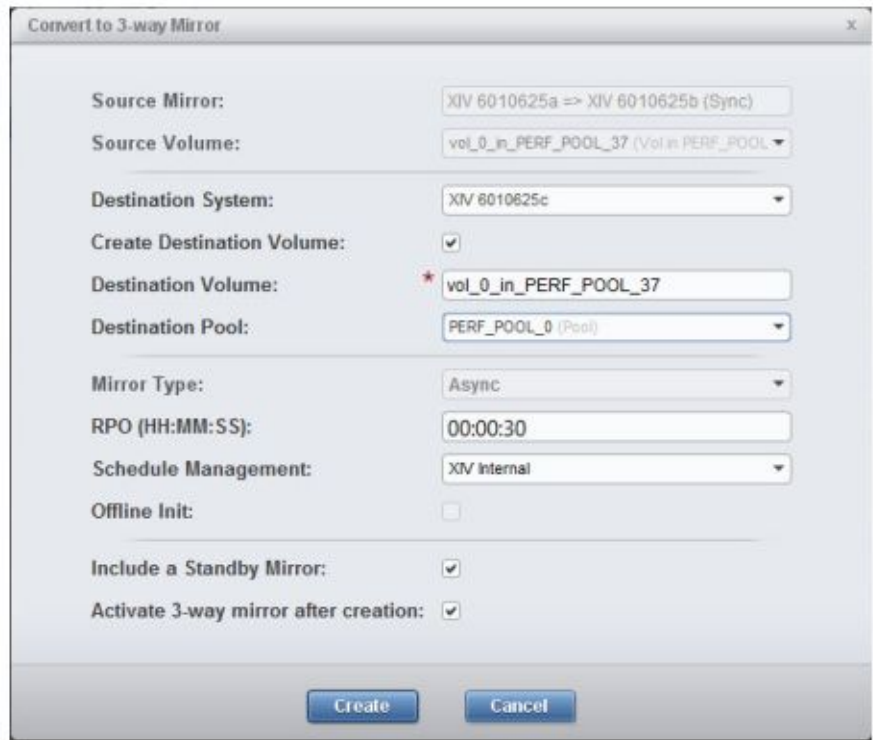 Convert to 3-way Mirror x
Source Mirror: XIV 6010625a => XIV 6010625b (Sync)
Source Volume: vol_0_in_PERF_POOL_37 (Vol in PERF_POOL
Destination System: XIV 6010625c
Create Destination Volume:
Destination Volume: * vol_0_in_PERF_POOL_37
Destination Pool: PERF_POOL_0 (Pool)
Mirror Type: Async
RPO (HH:MM:SS): 00:00:30
Schedule Management: XIV Internal
Offline Init:
Include a Standby Mirror:
Activate 3-way mirror after creation:
Create Cancel